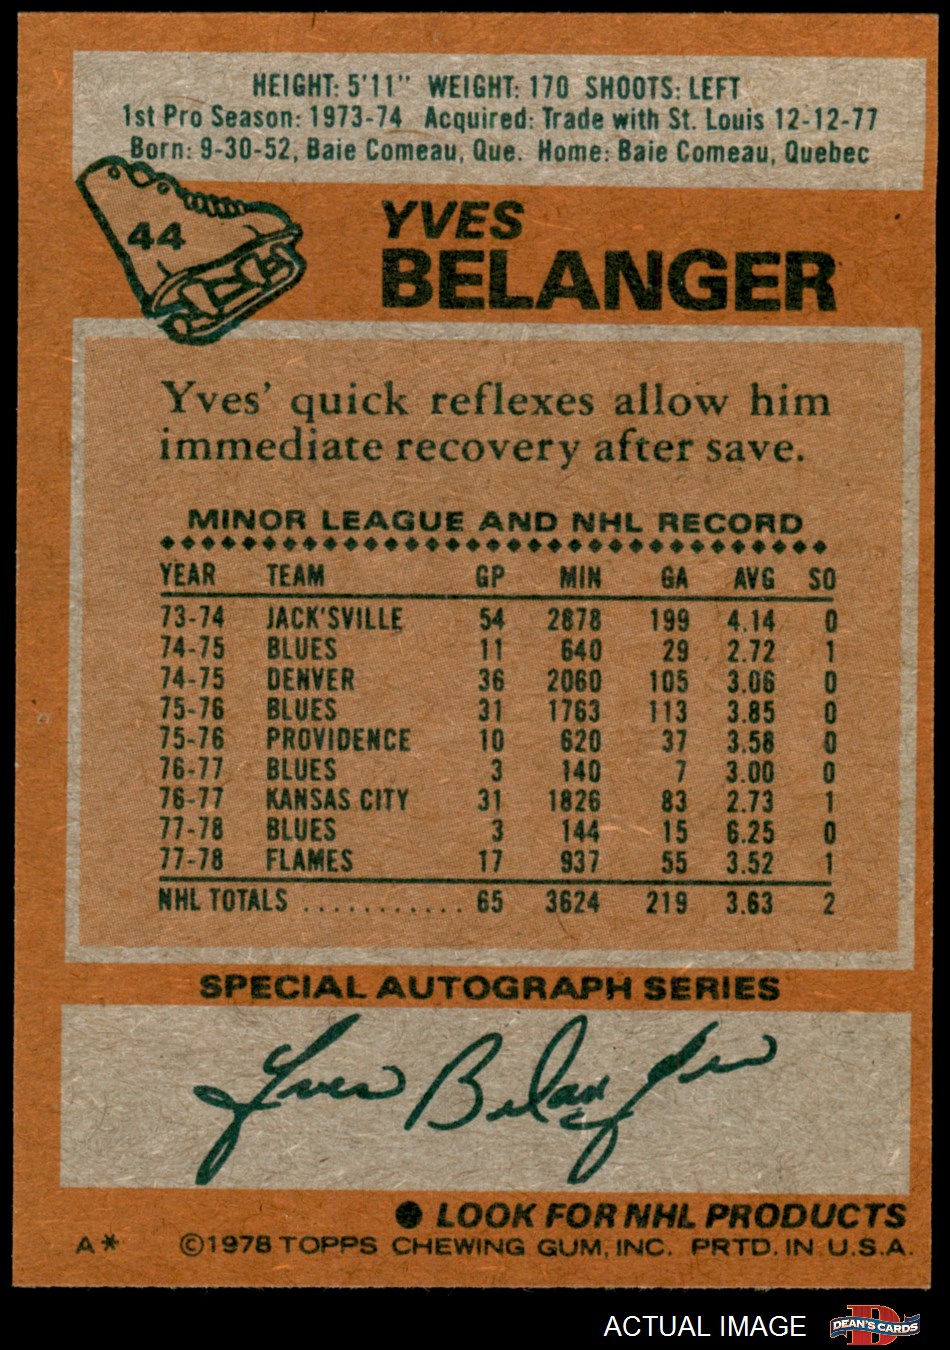 HEIGHT: 5'11" WEIGHT: 170 SHOOTS: LEFT
1st Pro Season: 1973-74 Acquired: Trade with St. Louis 12-12-77
Born: 9-30-52, Baie Comeau, Que. Home: Baie Comeau, Quebec
44
YVES
BELANGER
Yves' quick reflexes allow him
immediate recovery after save.
MINOR LEAGUE AND NHL RECORD
YEAR TEAM GP MIN GA AVG SO
73-74 JACK'SVILLE 54 2878 199 4.14 0
74-75 BLUES 11 640 29 2.72 1
74-75 DENVER 36 2060 105 3.06 0
75-76 BLUES 31 1763 113 3.85 0
75-76 PROVIDENCE 10 620 37 3.58 0
76-77 BLUES 3 140 7 3.00 0
76-77 KANSAS CITY 31 1826 83 2.73 1
77-78 BLUES 3 144 15 6.25 0
77-78 FLAMES 17 937 55 3.52 1
NHL TOTALS ........... 65 3624 219 3.63 2
SPECIAL AUTOGRAPH SERIES
Yves Belanger
● LOOK FOR NHL PRODUCTS
A* ©1978 TOPPS CHEWING GUM, INC. PRTD. IN U.S.A.
ACTUAL IMAGE DEAN'S CARDS